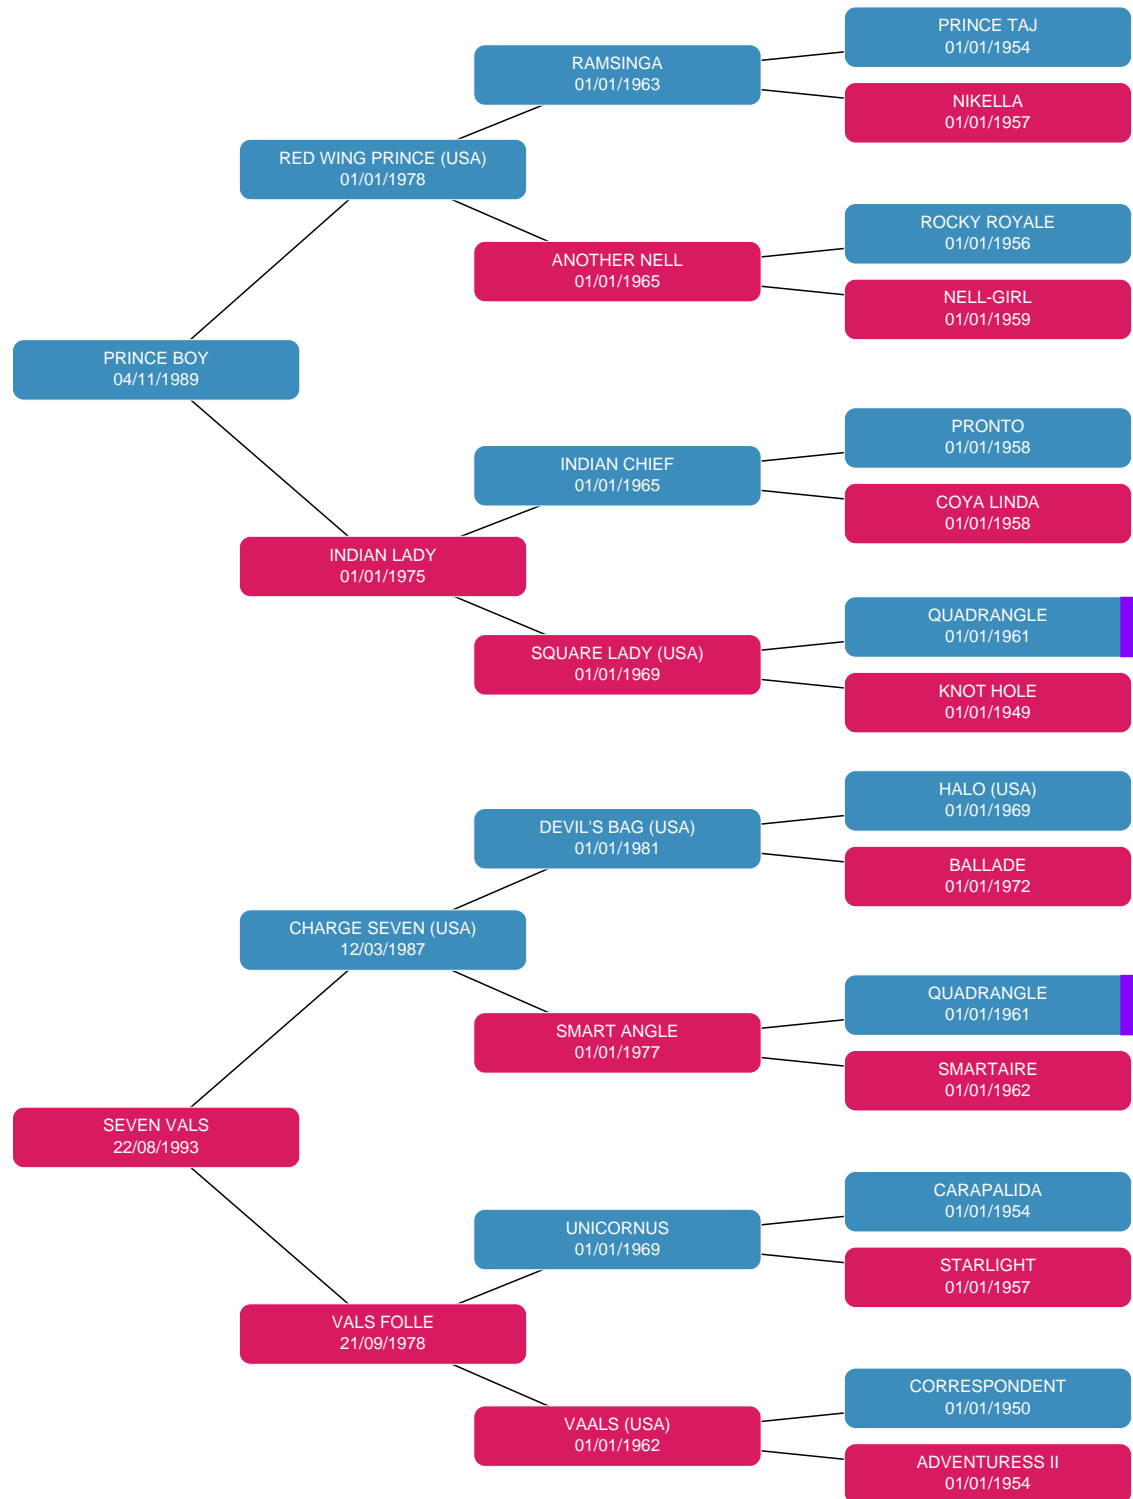 PRINCE TAJ
01/01/1954
RAMSINGA
01/01/1963
NIKELLA
01/01/1957
RED WING PRINCE (USA)
01/01/1978
ROCKY ROYALE
01/01/1956
ANOTHER NELL
01/01/1965
NELL-GIRL
01/01/1959
PRINCE BOY
04/11/1989
PRONTO
01/01/1958
INDIAN CHIEF
01/01/1965
COYA LINDA
01/01/1958
INDIAN LADY
01/01/1975
QUADRANGLE
01/01/1961
SQUARE LADY (USA)
01/01/1969
KNOT HOLE
01/01/1949
HALO (USA)
01/01/1969
DEVIL'S BAG (USA)
01/01/1981
BALLADE
01/01/1972
CHARGE SEVEN (USA)
12/03/1987
QUADRANGLE
01/01/1961
SMART ANGLE
01/01/1977
SMARTAIRE
01/01/1962
SEVEN VALS
22/08/1993
CARAPALIDA
01/01/1954
UNICORNUS
01/01/1969
STARLIGHT
01/01/1957
VALS FOLLE
21/09/1978
CORRESPONDENT
01/01/1950
VAALS (USA)
01/01/1962
ADVENTURESS II
01/01/1954